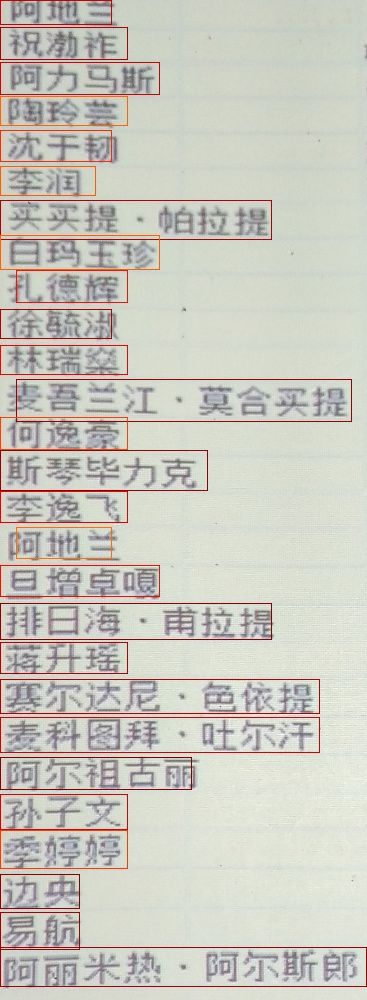 阿地兰
祝渤祚
阿力马斯
陶玲芸
沈于韧
李润
买买提·帕拉提
白玛玉珍
孔德辉
徐毓淑
林瑞燊
麦吾兰江·莫合买提
何逸豪
斯琴毕力克
李逸飞
阿地兰
旦增卓嘎
排日海·甫拉提
蒋升瑶
赛尔达尼·色依提
麦科图拜·吐尔汗
阿尔祖古丽
孙子文
季婷婷
边央
易航
阿丽米热·阿尔斯郎